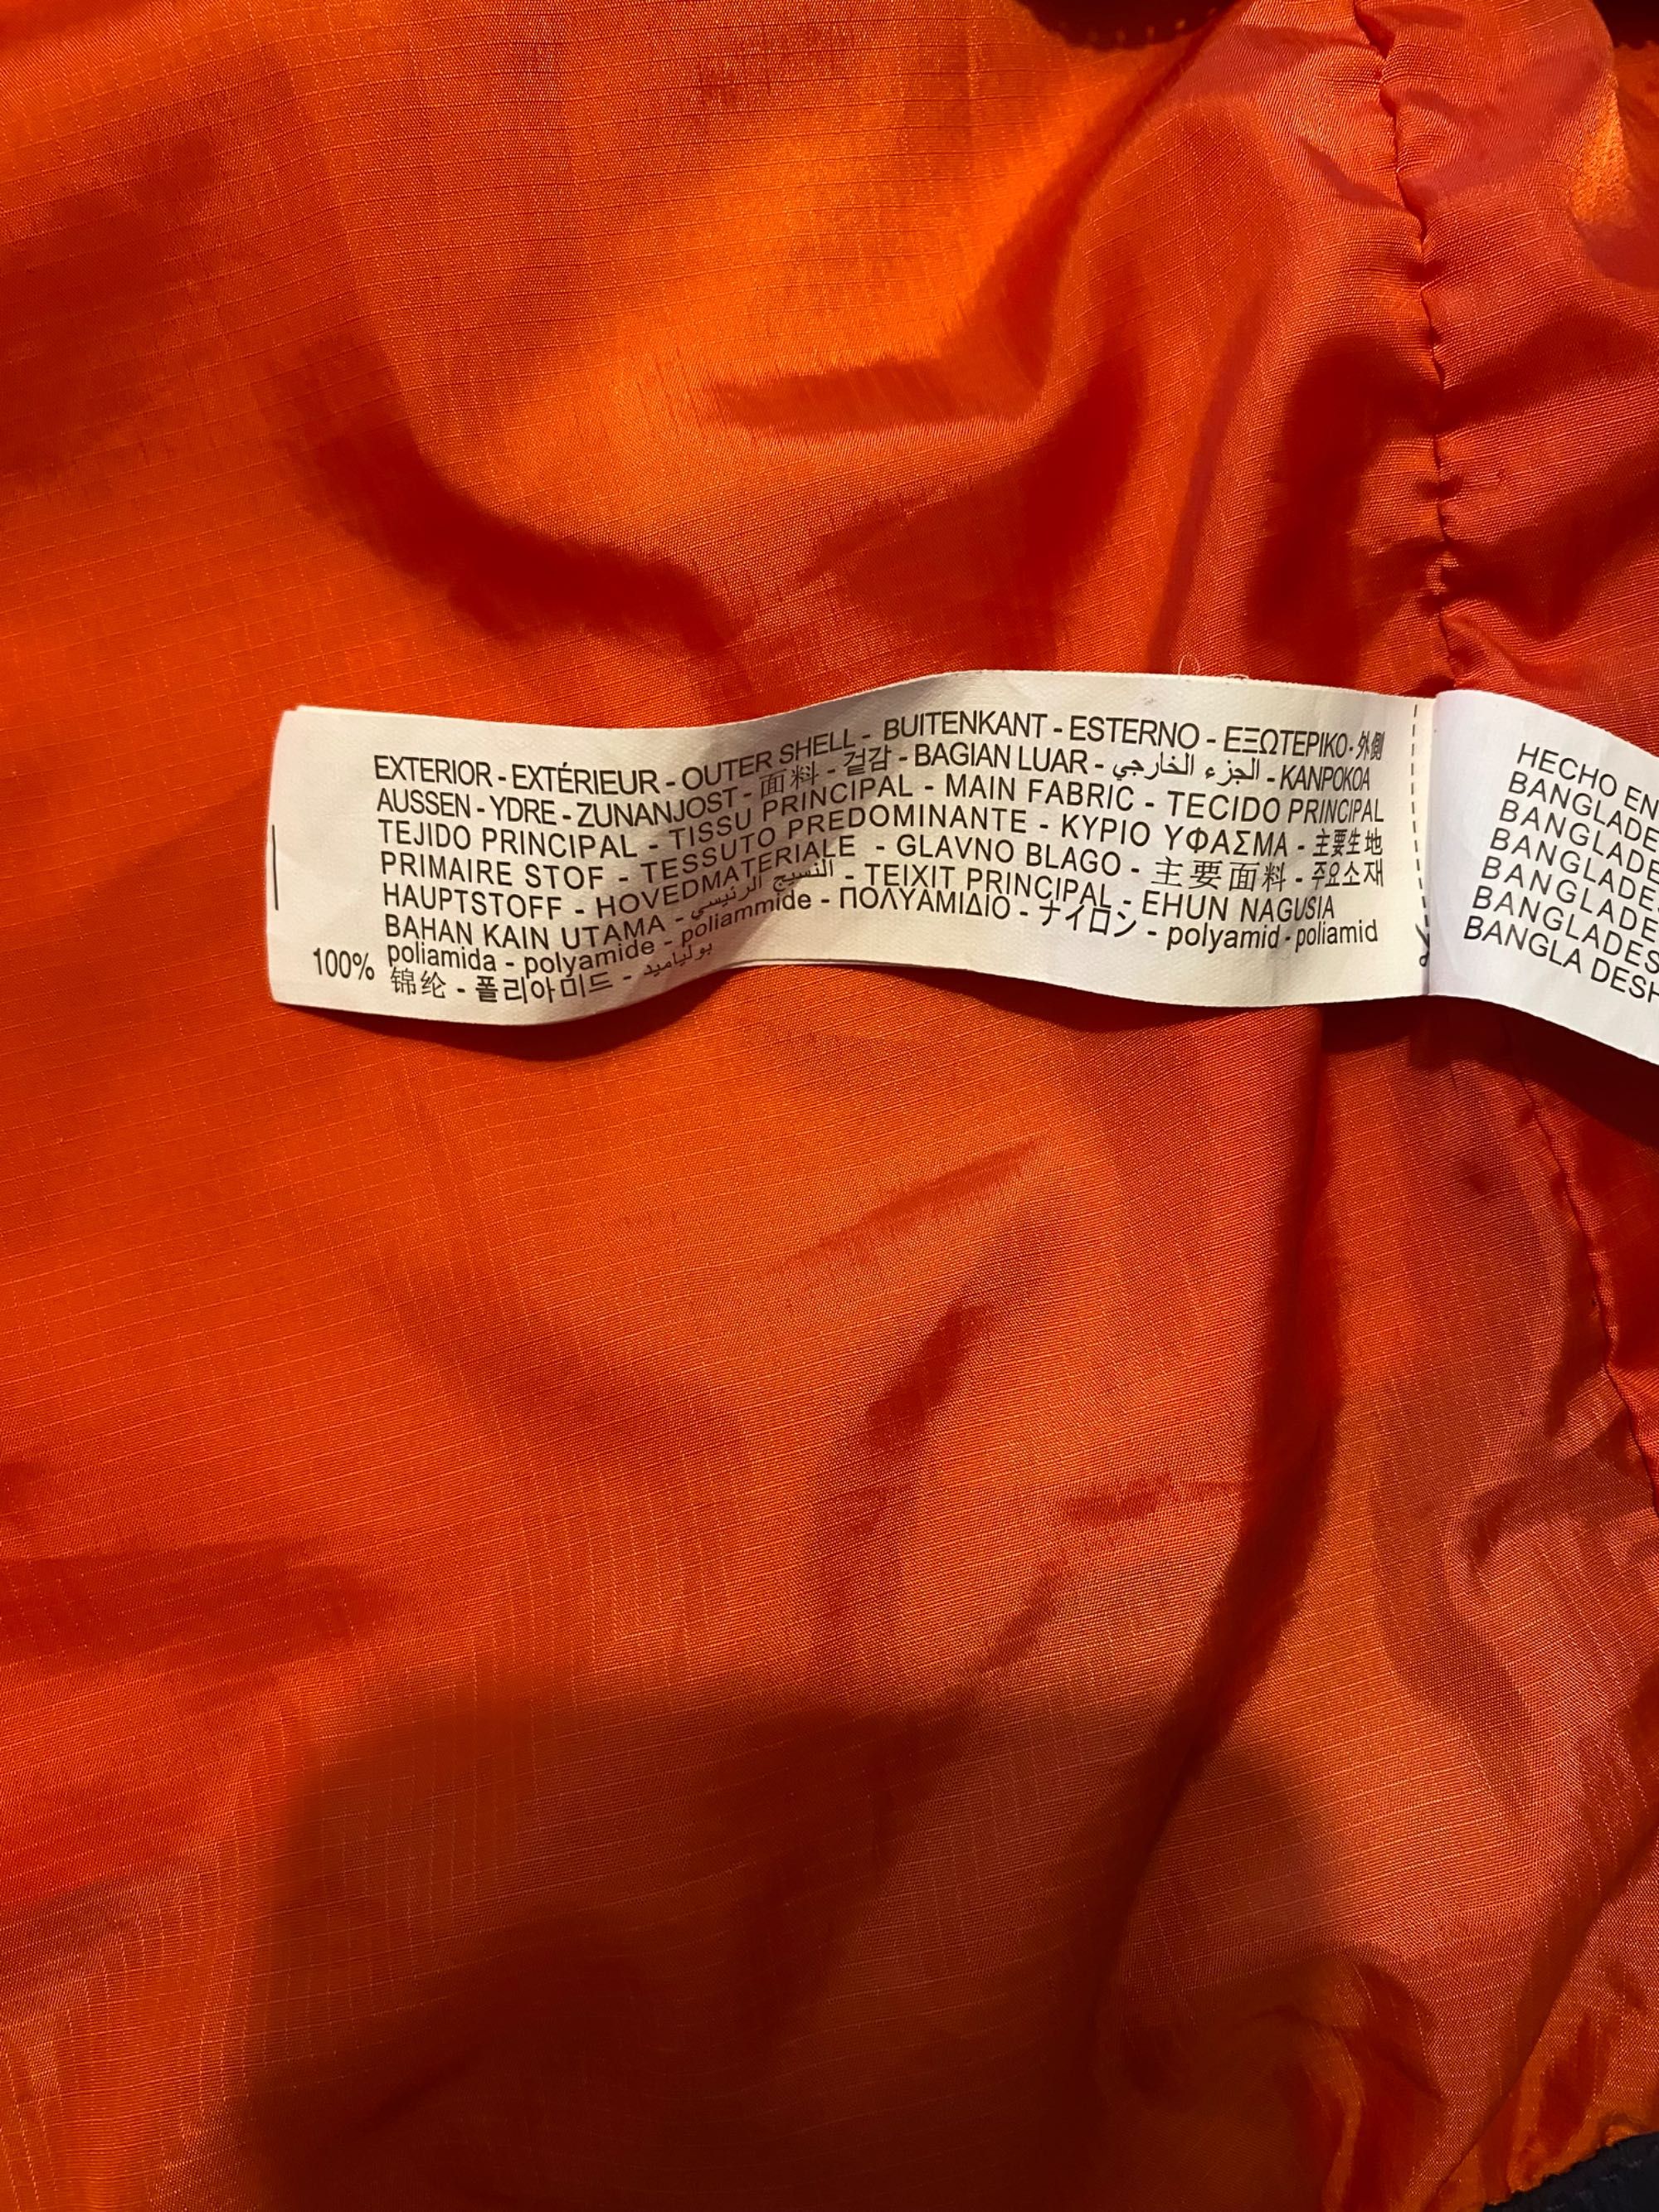 EXTERIOR - EXTÉRIEUR - OUTER SHELL - BUITENKANT - ESTERNO - ΕΞΩΤΕΡΙΚΟ - 外側
AUSSEN - YDRE - ZUNANJOST - 面料 - 겉감 - BAGIAN LUAR - الجزء الخارجي - KANPOKOA
TEJIDO PRINCIPAL - TISSU PRINCIPAL - MAIN FABRIC - TECIDO PRINCIPAL
PRIMAIRE STOF - TESSUTO PREDOMINANTE - ΚΥΡΙΟ ΥΦΑΣΜΑ - 主要生地
HAUPTSTOFF - HOVEDMATERIALE - GLAVNO BLAGO - 主要面料 - 주요소재
BAHAN KAIN UTAMA - النسيج الرئيسي - TEIXIT PRINCIPAL - EHUN NAGUSIA
100% poliamida - polyamide - poliammide - ΠΟΛΥΑΜΙΔΙΟ - ナイロン - polyamid - poliamid
锦纶 - 폴리아미드 - بولياميد
HECHO EN
BANGLADE
BANGLADE
BANGLADES
BANGLADE
BANGLADES
BANGLA DESH